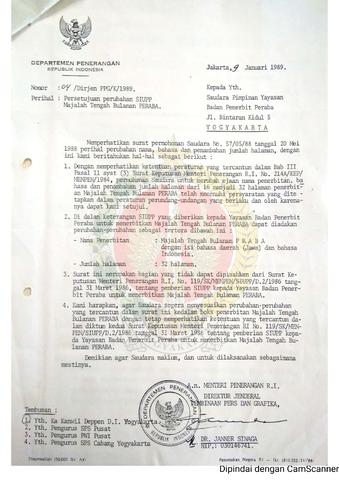 DEPARTEMEN PENERANGAN
REPUBLIK INDONESIA
Jakarta, 9 Januari 1989.
Nomor : 04 /Dirjen PPG/K/1989.
Perihal : Persetujuan perubahan SIUPP
Majalah Tengah Bulanan PERABA.
Kepada Yth.
Saudara Pimpinan Yayasan
Badan Penerbit Peraba
Jl. Bintaran Kidul 5
YOGYAKARTA
Memperhatikan surat permohonan Saudara No. 57/05/88 tanggal 20 Mei
1988 perihal perubahan nama, bahasa dan penambahan jumlah halaman, dengan
ini kami beritahukan hal-hal sebagai berikut :
1. Dengan memperhatikan ketentuan peraturan yang tercantum dalam Bab III
Pasal 11 ayat (3) Surat Keputusan Menteri Penerangan R.I. No. 214A/KEP/
MENPEN/1984, permohonan Saudara untuk berubah nama penerbitan, ba
hasa dan penambahan jumlah halaman dari 16 menjadi 32 halaman penerbit-
an Majalah Tengah Bulanan PERABA telah memenuhi persyaratan yang dite -
tapkan dalam peraturan perundang-undangan yang berlaku dan oleh karena-
nya dapat kami setujui.
2. Di dalam keterangan SIUPP yang diberikan kepada Yayasan Badan Penerbit
Peraba untuk menerbitkan Majalah Tengah Bulanan PERABA dapat diadakan
perubahan-perubahan sebagai tertera dibawah ini :
- Nama Penerbitan : Majalah Tengah Bulanan P R A B A
dengan isi bahasa daerah (Jawa) dan bahasa
Indonesia.
- Jumlah halaman : 32 halaman.
3. Surat ini merupakan bagian yang tidak dapat dipisahkan dari Surat Ke-
putusan Menteri Penerangan R.I. No. 119/SK/MENPEN/SIUPP/D.2/1986 tang-
gal 31 Maret 1986, tentang pemberian SIUPP kepada Yayasan Badan Pener-
bit Peraba untuk menerbitkan Majalah Tengah Bulanan PERABA.
4. Kami harapkan, agar Saudara segera menyesuaikan perubahan-perubahan
yang tercantum dalam surat ini kedalam boks penerbitan Majalah Tengah Bulanan
PERABA dengan tetap memperhatikan ketentuan yang tercantum da-
lam diktum kedua Surat Keputusan Menteri Penerangan RI No. 119/SK/MEN-
PEN/SIUPP/D.2/1986 tanggal 31 Maret 1986 tentang pemberian SIUPP kepa-
da Yayasan Badan Penerbit Peraba untuk menerbitkan Majalah Tengah Bu-
lanan PERABA.
Demikian agar Saudara maklum, dan untuk dilaksanakan sebagaimana
mestinya.
A.n. MENTERI PENERANGAN R.I.
DIREKTUR JENDERAL
PEMBINAAN PERS DAN GRAFIKA,
DR. JANNER SINAGA
NIP.: 030146741.
Tembusan :
1. Yth. Ka Kanwil Deppen D.I. Yogyakarta.
2. Yth. Pengurus SPS Pusat
3. Yth. Pengurus PWI Pusat
4. Yth. Pengurus SPS Cabang Yogyakarta
Dipindai dengan CamScanner